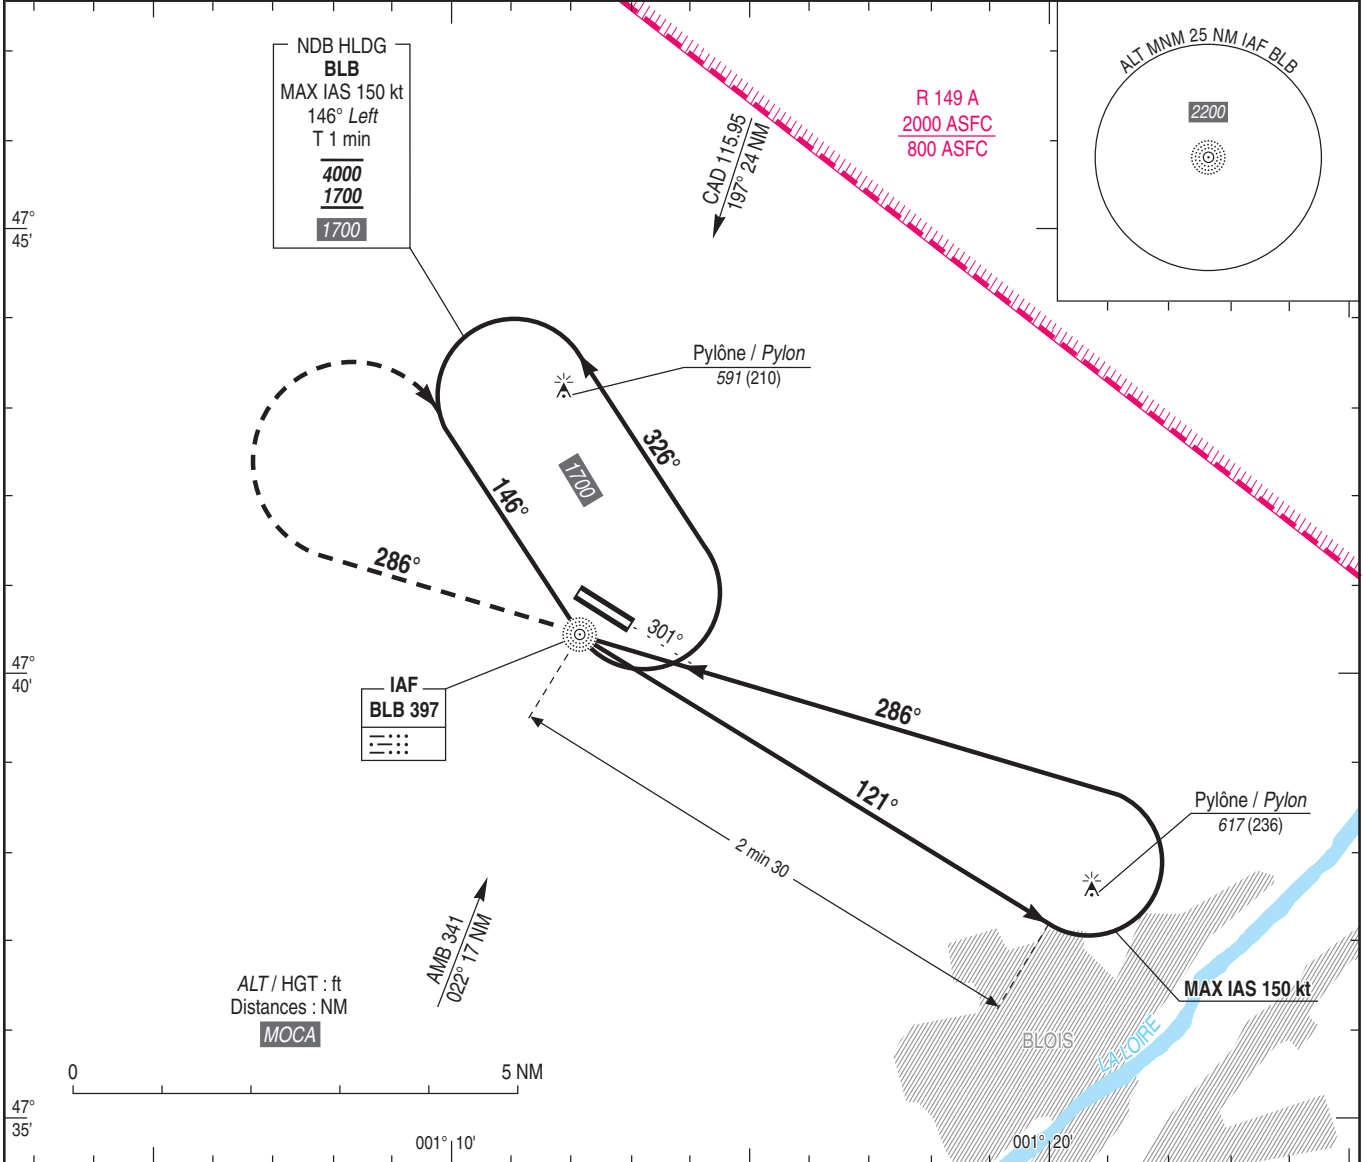 NDB HLDG
BLB
MAX IAS 150 kt
146° Left
T 1 min
4000
1700
1700
CAD 115.95
197° 24 NM
R 149 A
2000 ASFC
800 ASFC
ALT MNM 25 NM IAF BLB
2200
47°
45'
Pylône / Pylon
591 (210)
326°
1700
146°
286°
301°
47°
40'
IAF
BLB 397
286°
121°
2 min 30
Pylône / Pylon
617 (236)
AMB 341
022° 17 NM
ALT / HGT : ft
Distances : NM
MOCA
MAX IAS 150 kt
BLOIS
LA LOIRE
0
5 NM
47°
35'
001° 10'
001° 20'